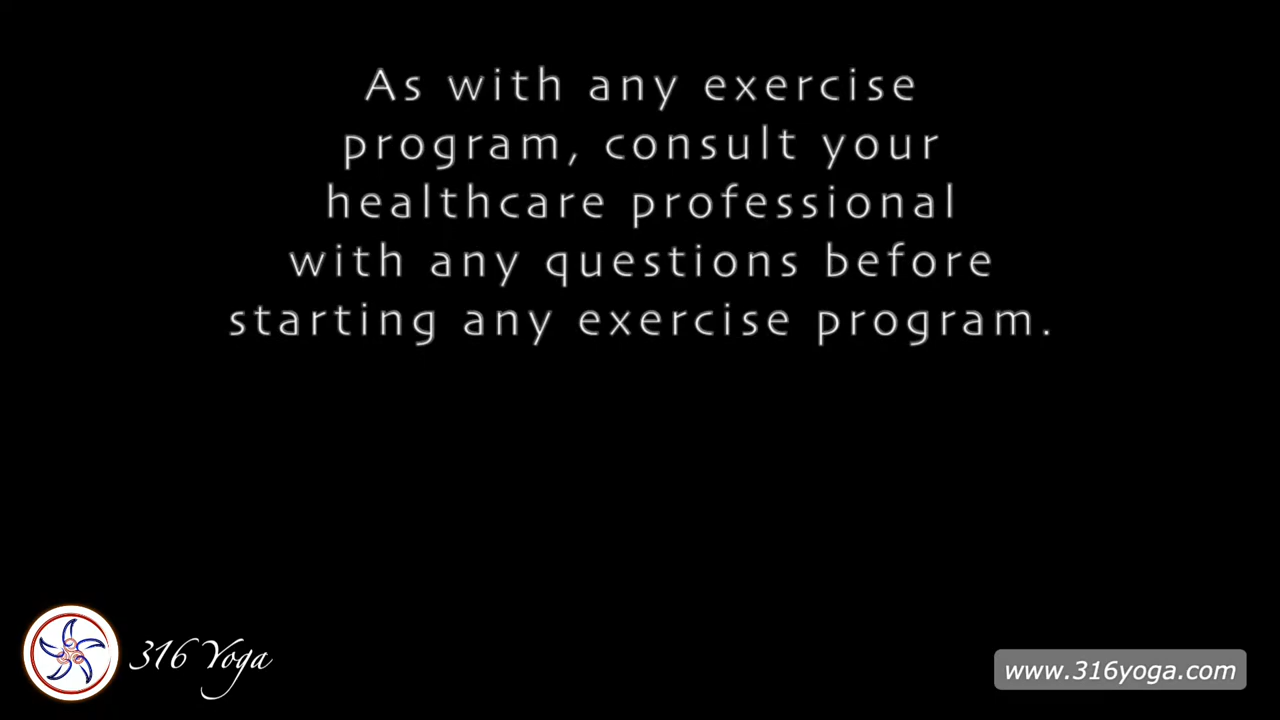 As with any exercise
program, consult your
healthcare professional
with any questions before
starting any exercise program.
316 Yoga
www.316yoga.com